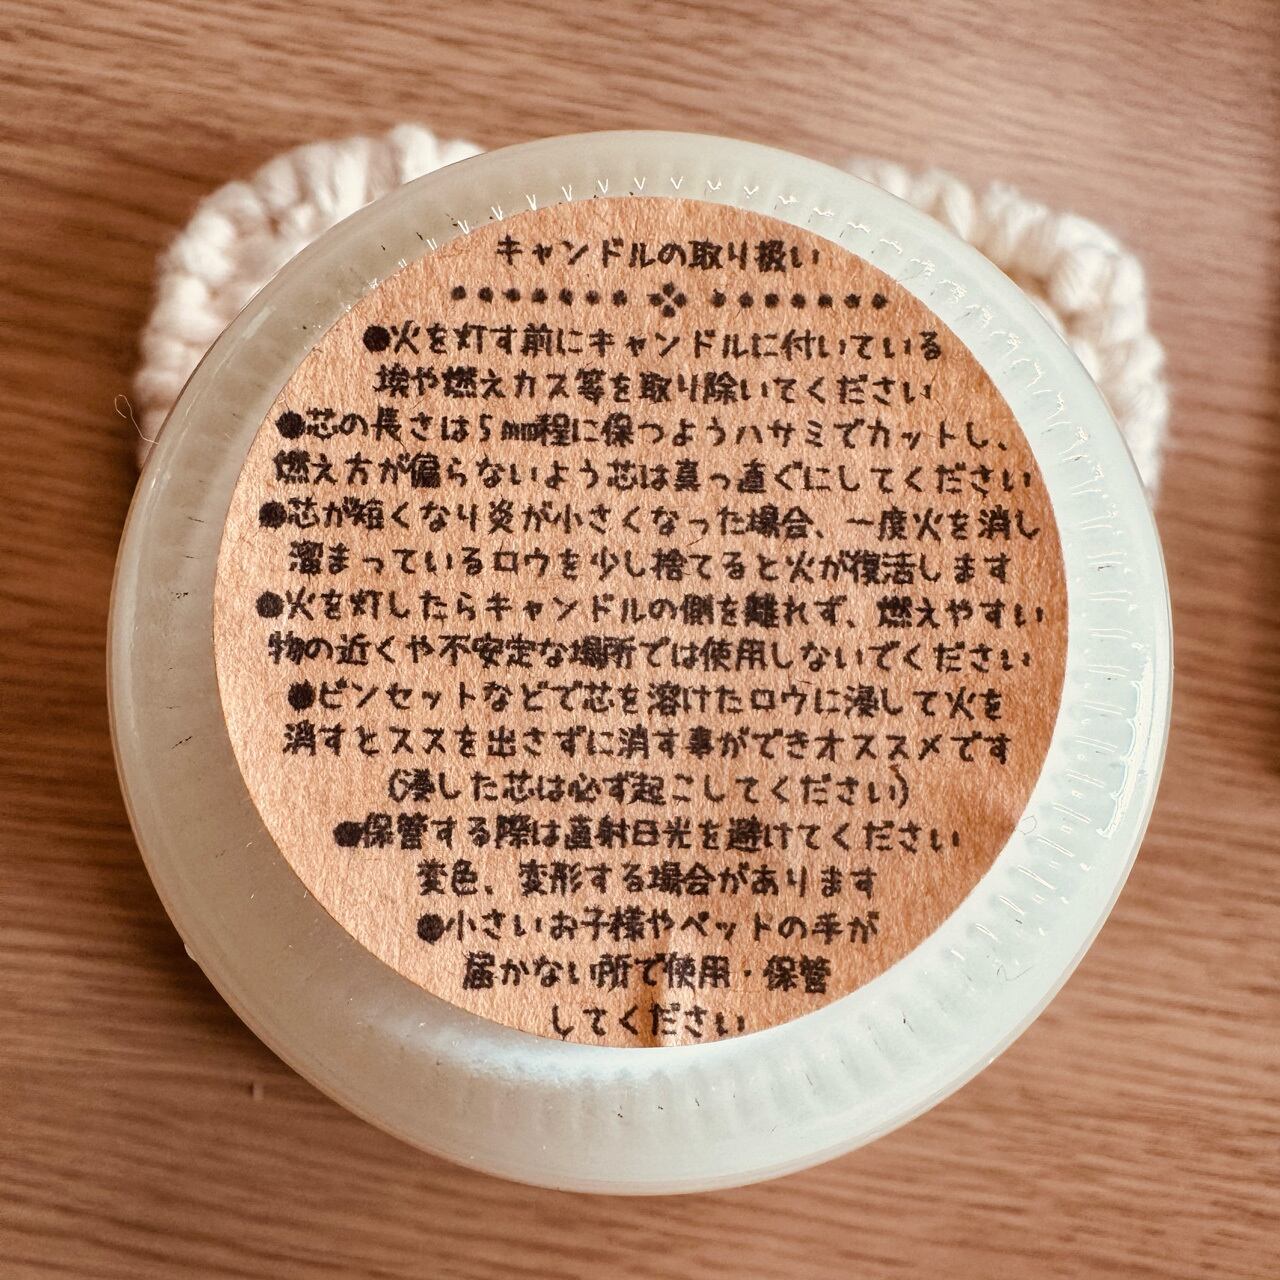 キャンドルの取り扱い
●火を灯す前にキャンドルに付いている
埃や燃えカス等を取り除いてください
●芯の長さは5mm程に保つようハサミでカットし、
燃え方が偏らないよう芯は真っ直ぐにしてください
●芯が短くなり炎が小さくなった場合、一度火を消し
溜まっているロウを少し捨てると火が復活します
●火を灯したらキャンドルの側を離れず、燃えやすい
物の近くや不安定な場所では使用しないでください
●ピンセットなどで芯を溶けたロウに浸して火を
消すとススを出さずに消す事ができオススメです
(浸した芯は必ず起こしてください)
●保管する際は直射日光を避けてください
変色、変形する場合があります
●小さいお子様やペットの手が
届かない所で使用・保管
してください